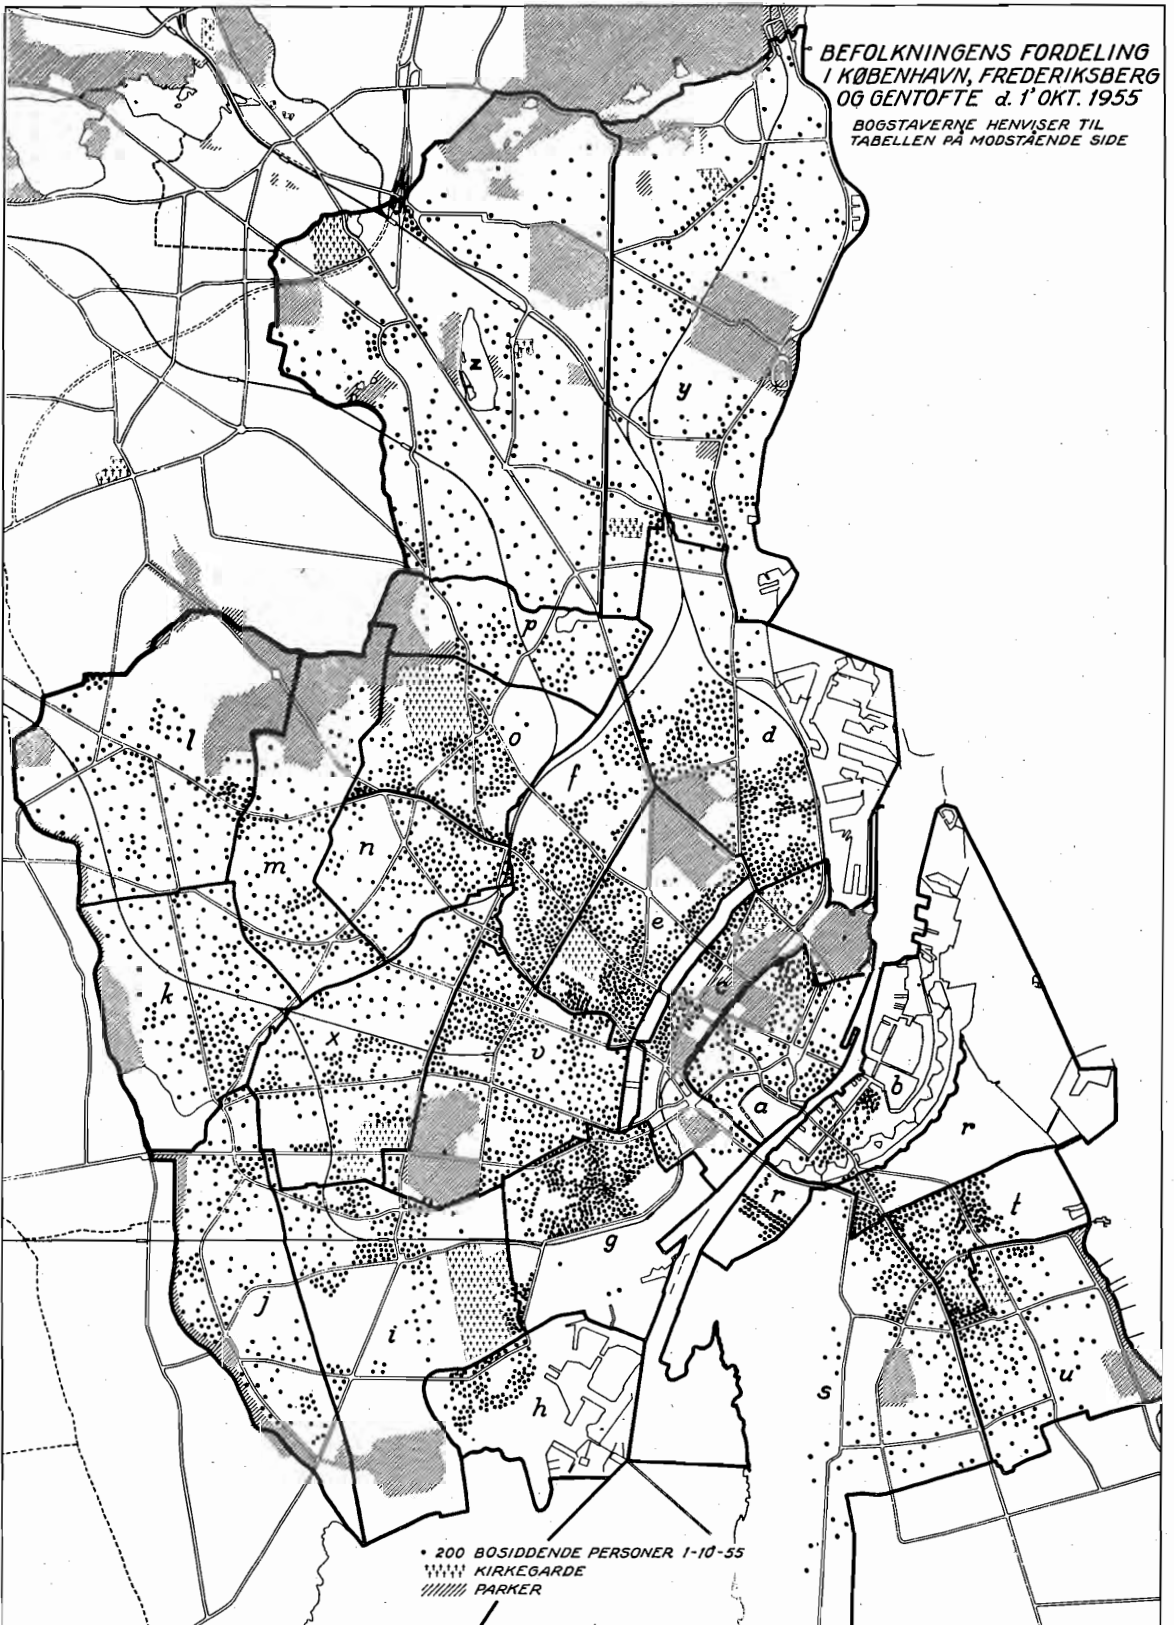 BEFOLKNINGENS FORDELING
I KØBENHAVN, FREDERIKSBERG
OG GENTOFTE d. 1' OKT. 1955
BOGSTAVERNE HENVISER TIL
TABELLEN PÅ MODSTÅENDE SIDE
z
y
p
l
o
d
f
m
n
e
c
k
x
v
b
a
r
r
t
g
j
i
s
u
h
• 200 BOSIDDENDE PERSONER 1-10-55
KIRKEGARDE
PARKER